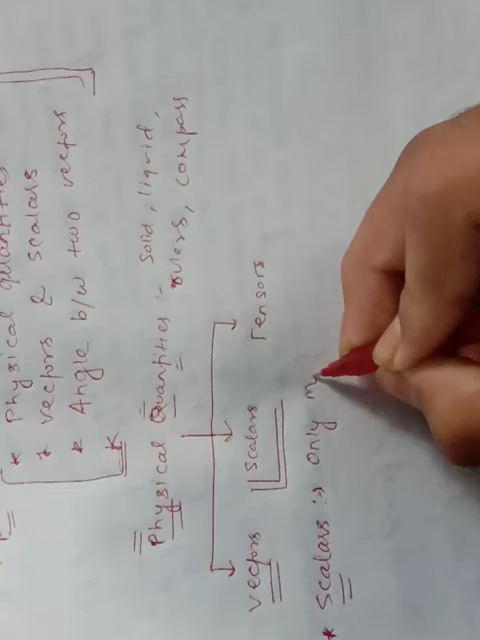 * Physical quantities
* vectors & scalars
* Angle b/w two vectors
*
Physical Quantities :- Solid, liquid,
rulers, compass
Vectors Scalars Tensors
* Scalars :→ only m